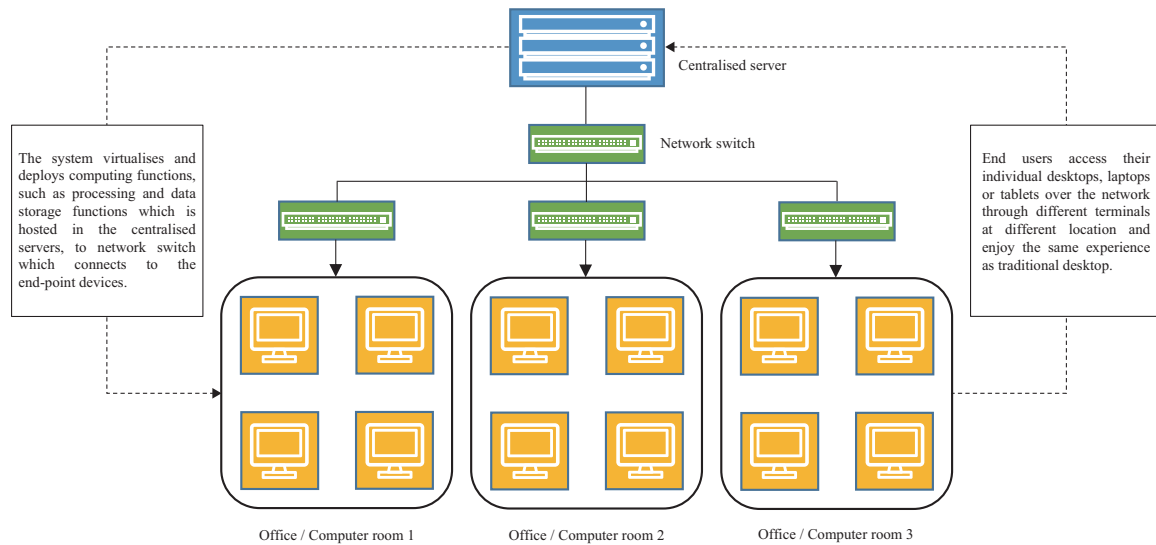 Centralised server
Network switch
The system virtualises and
deploys computing functions,
such as processing and data
storage functions which is
hosted in the centralised
servers, to network switch
which connects to the
end-point devices.
End users access their
individual desktops, laptops
or tablets over the network
through different terminals
at different location and
enjoy the same experience
as traditional desktop.
Office / Computer room 1
Office / Computer room 2
Office / Computer room 3